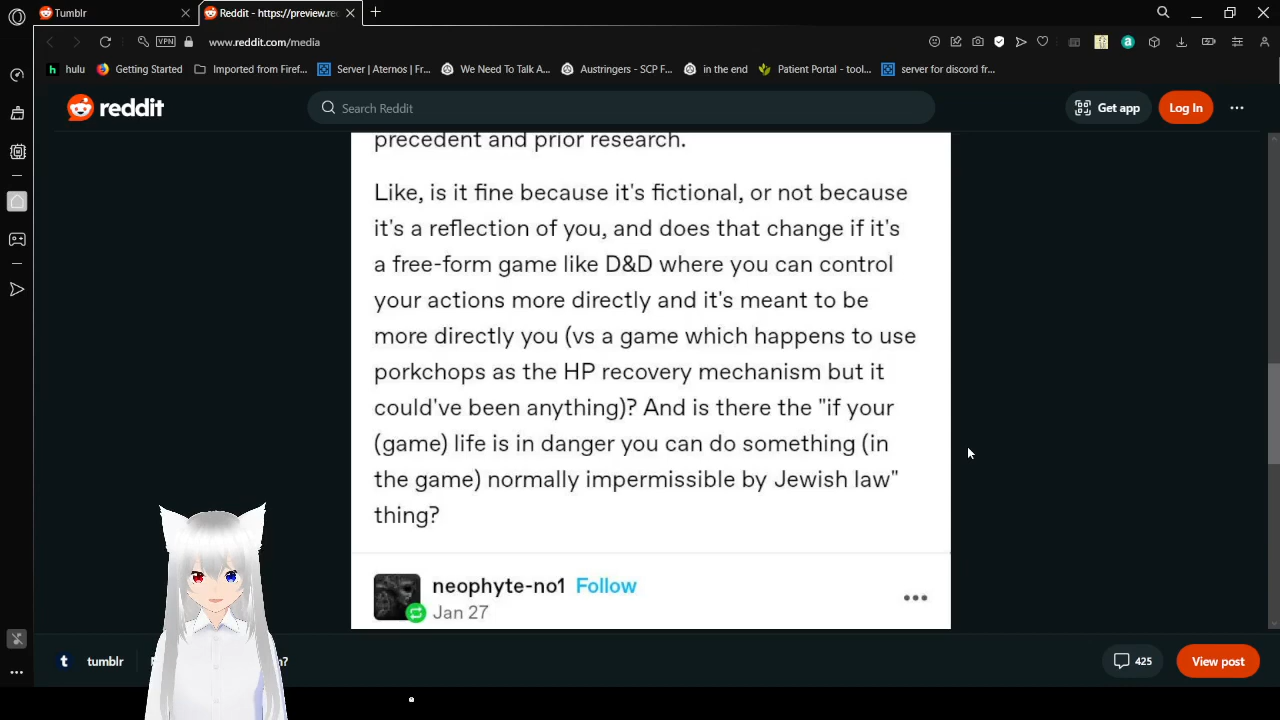 Tumblr
Reddit - https://preview.rec
VPN
www.reddit.com/media
hulu
Getting Started
Imported from Firef...
Server | Aternos | Fr...
We Need To Talk A...
Austringers - SCP F...
in the end
Patient Portal - tool...
server for discord fr...
reddit
Search Reddit
Get app
Log In
precedent and prior research.
Like, is it fine because it's fictional, or not because
it's a reflection of you, and does that change if it's
a free-form game like D&D where you can control
your actions more directly and it's meant to be
more directly you (vs a game which happens to use
porkchops as the HP recovery mechanism but it
could've been anything)? And is there the "if your
(game) life is in danger you can do something (in
the game) normally impermissible by Jewish law"
thing?
neophyte-no1 Follow
Jan 27
tumblr
?
425
View post